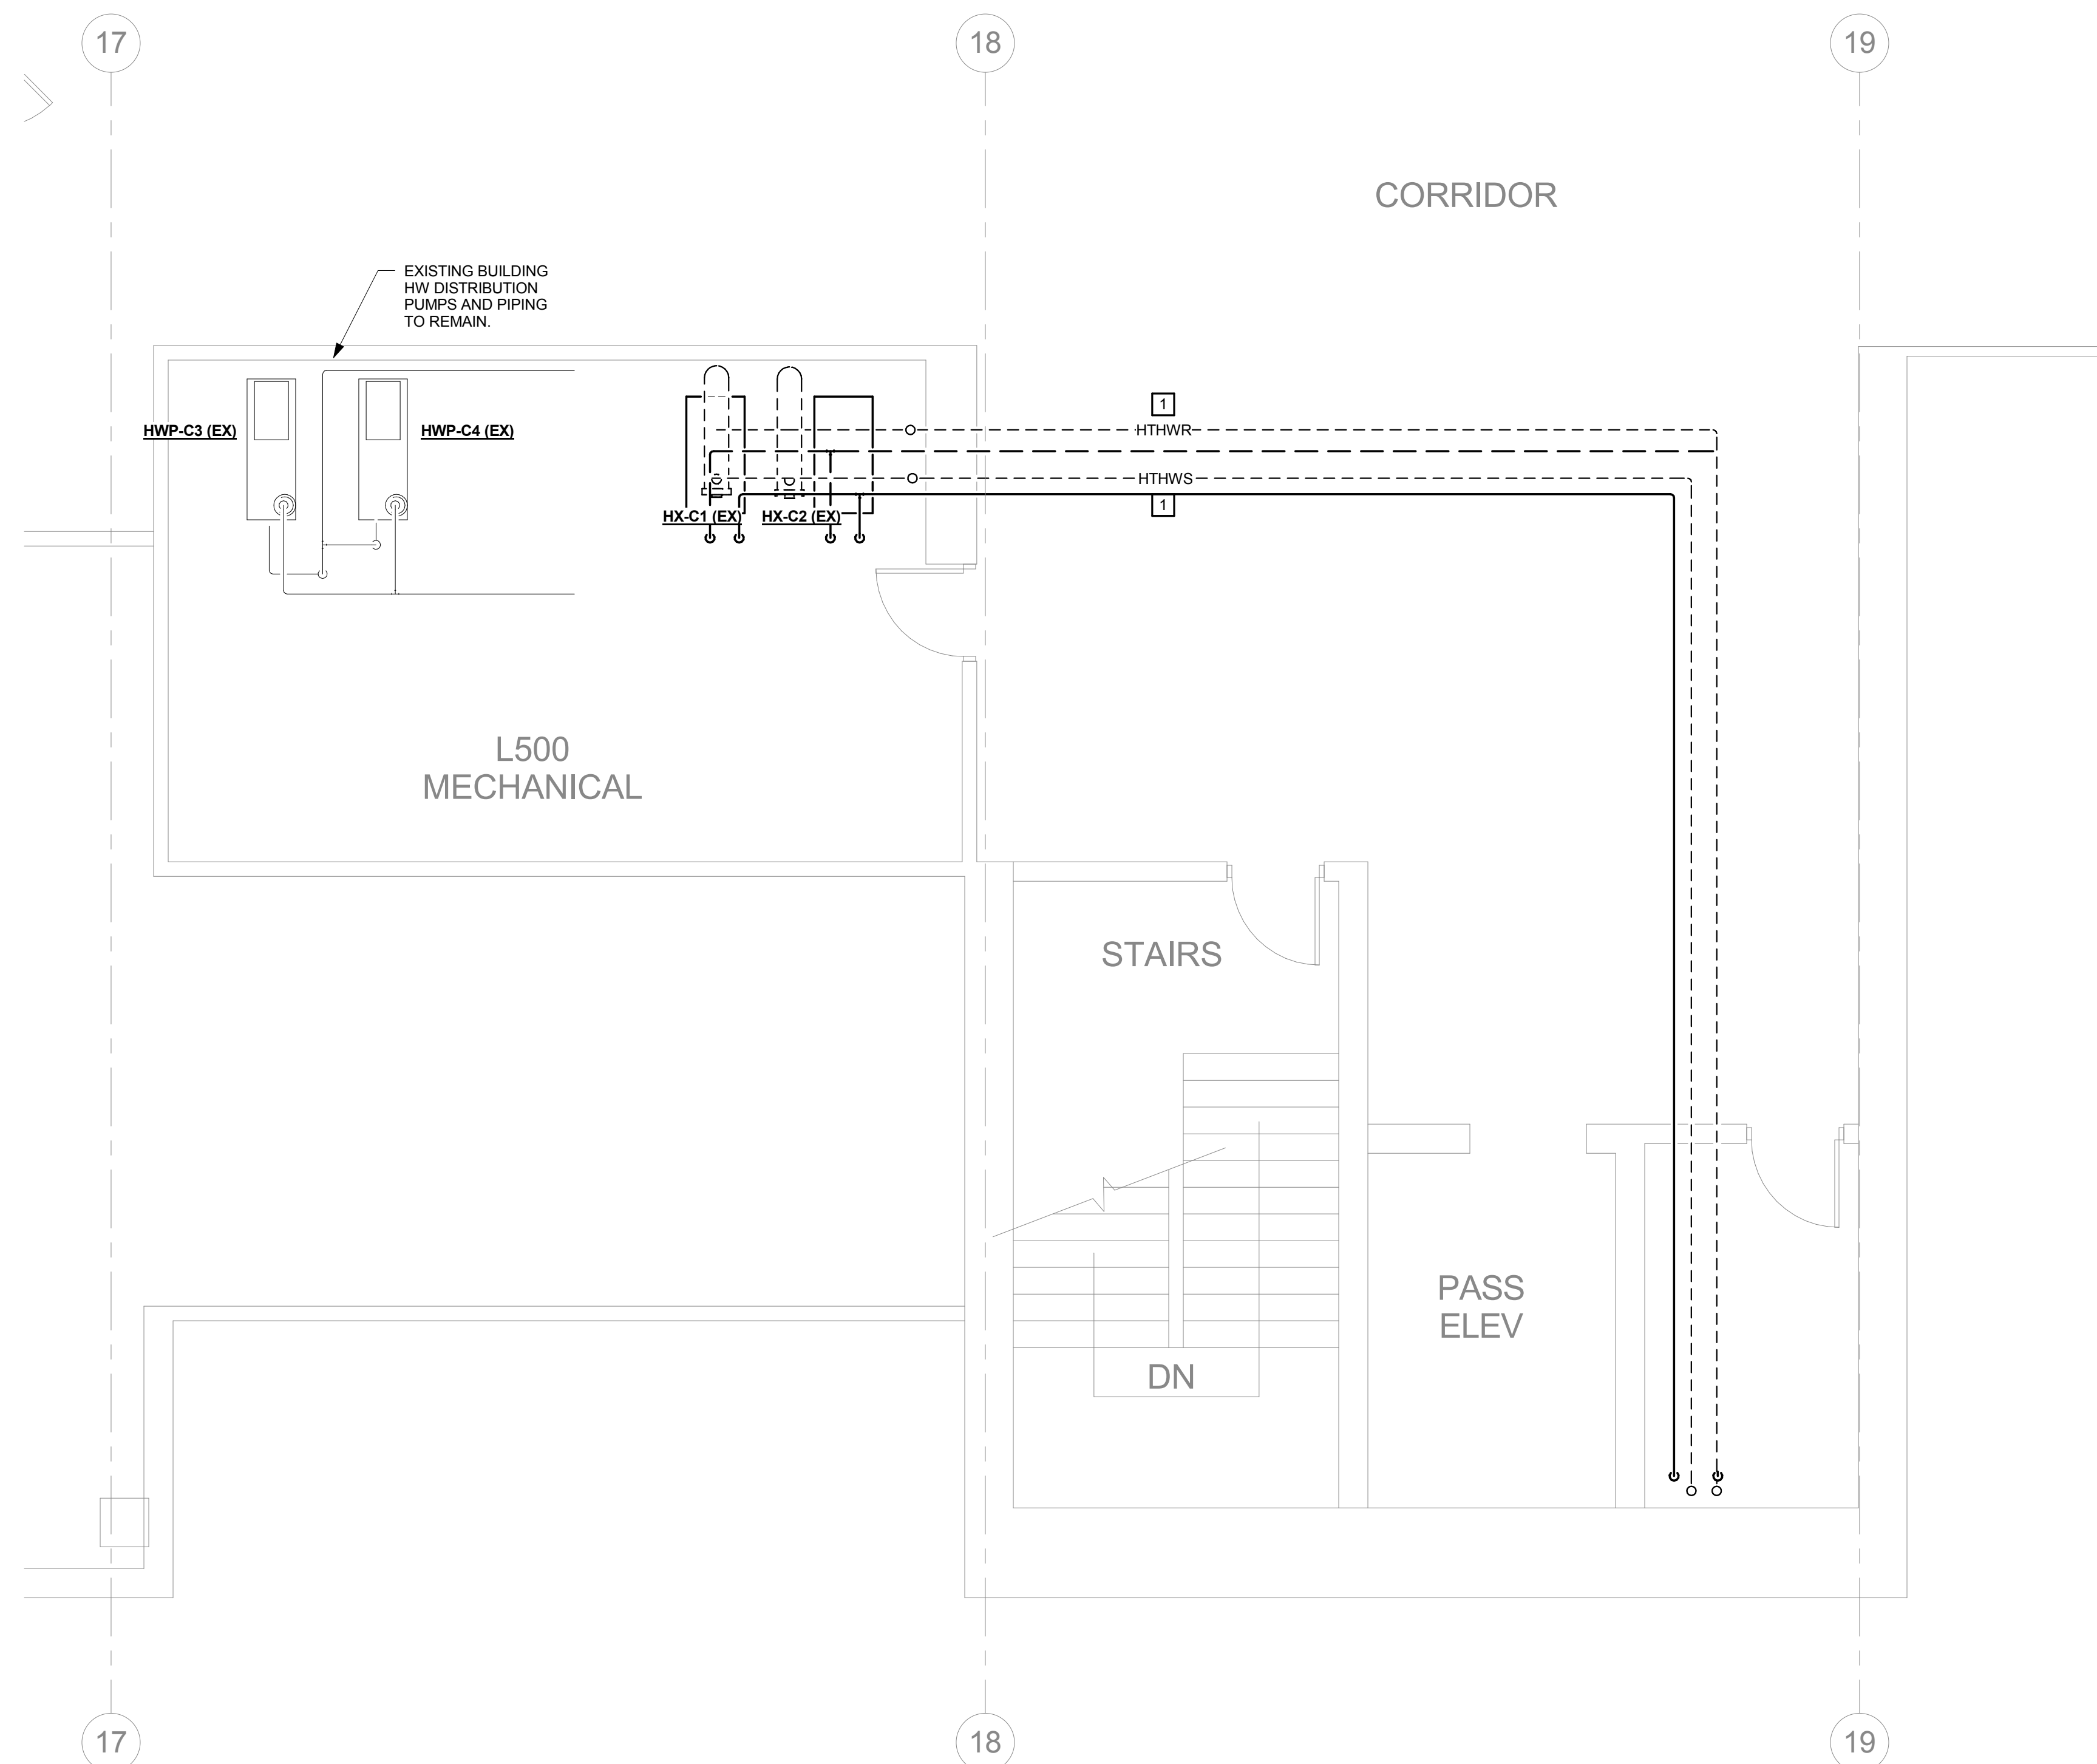 17
18
19
CORRIDOR
EXISTING BUILDING
HW DISTRIBUTION
PUMPS AND PIPING
TO REMAIN.
1
HWP-C3 (EX)
HWP-C4 (EX)
HTHWR
HTHWS
1
HX-C1 (EX)
HX-C2 (EX)
L500
MECHANICAL
STAIRS
PASS
ELEV
DN
17
18
19